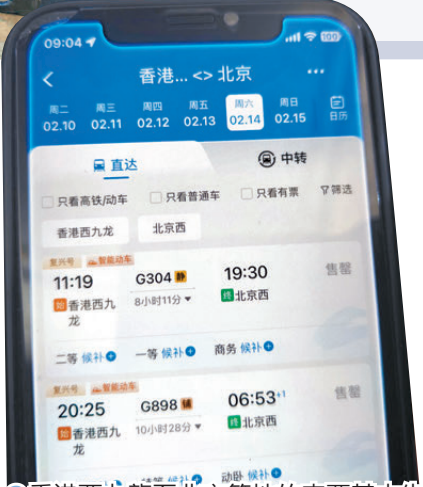 09:04
香港... <> 北京
周二 周三 周四 周五 周六 周日
02.10 02.11 02.12 02.13 02.14 02.15 日历
直达 中转
只看高铁/动车 只看普通车 只看有票 筛选
香港西九龙 北京西
复兴号 智能动车
11:19 G304 静 19:30 售罄
始 香港西九龙 8小时11分 终 北京西
二等 候补 一等 候补 商务 候补
复兴号 智能动车
20:25 G898 铺 06:53+1 售罄
始 香港西九龙 10小时28分 终 北京西
候补 动卧 候补